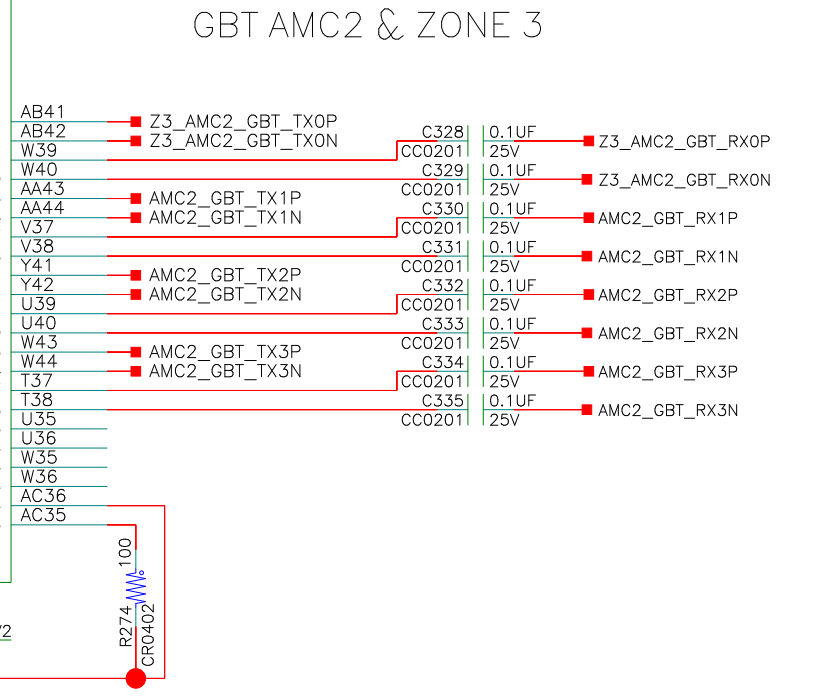 GBT AMC2 & ZONE 3
AB41
Z3_AMC2_GBT_TX0P
AB42
Z3_AMC2_GBT_TX0N
C328
0.1UF
Z3_AMC2_GBT_RX0P
W39
CC0201
25V
W40
C329
0.1UF
Z3_AMC2_GBT_RX0N
AA43
AMC2_GBT_TX1P
CC0201
25V
AA44
AMC2_GBT_TX1N
C330
0.1UF
AMC2_GBT_RX1P
V37
CC0201
25V
V38
C331
0.1UF
AMC2_GBT_RX1N
Y41
AMC2_GBT_TX2P
CC0201
25V
Y42
AMC2_GBT_TX2N
C332
0.1UF
AMC2_GBT_RX2P
U39
CC0201
25V
U40
C333
0.1UF
AMC2_GBT_RX2N
W43
AMC2_GBT_TX3P
CC0201
25V
W44
AMC2_GBT_TX3N
C334
0.1UF
AMC2_GBT_RX3P
T37
CC0201
25V
T38
C335
0.1UF
AMC2_GBT_RX3N
U35
CC0201
25V
U36
W35
W36
AC36
AC35
100
R274
CR0402